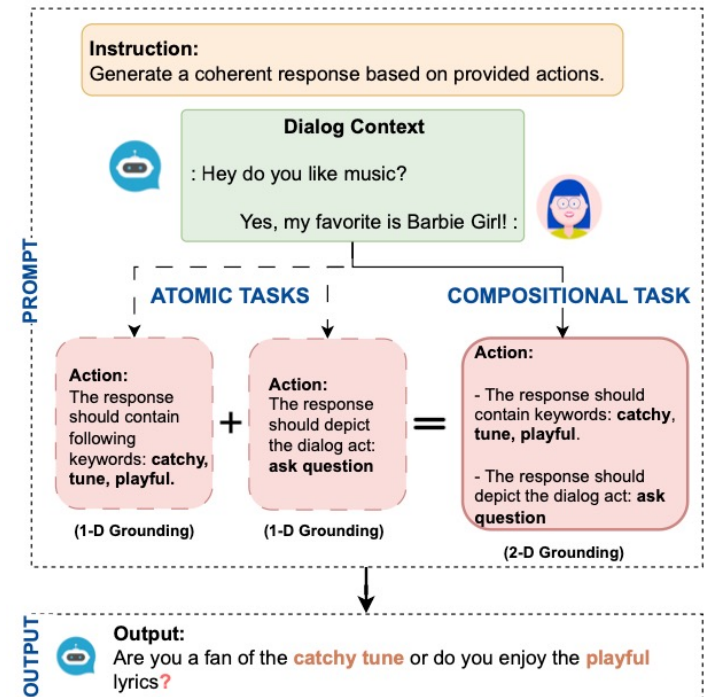 Instruction:
Generate a coherent response based on provided actions.
Dialog Context
: Hey do you like music?
Yes, my favorite is Barbie Girl! :
PROMPT
ATOMIC TASKS
COMPOSITIONAL TASK
Action:
The response
should contain
following
keywords: catchy,
tune, playful.
+
Action:
The response
should depict
the dialog act:
ask question
=
Action:
- The response should
contain keywords: catchy,
tune, playful.
- The response should
depict the dialog act: ask
question
(1-D Grounding)
(1-D Grounding)
(2-D Grounding)
OUTPUT
Output:
Are you a fan of the catchy tune or do you enjoy the playful
lyrics?